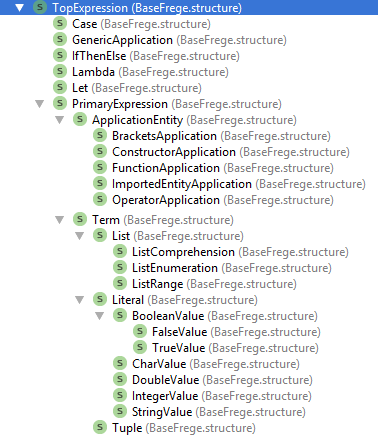 S TopExpression (BaseFrege.structure)
S Case (BaseFrege.structure)
S GenericApplication (BaseFrege.structure)
S IfThenElse (BaseFrege.structure)
S Lambda (BaseFrege.structure)
S Let (BaseFrege.structure)
S PrimaryExpression (BaseFrege.structure)
S ApplicationEntity (BaseFrege.structure)
S BracketsApplication (BaseFrege.structure)
S ConstructorApplication (BaseFrege.structure)
S FunctionApplication (BaseFrege.structure)
S ImportedEntityApplication (BaseFrege.structure)
S OperatorApplication (BaseFrege.structure)
S Term (BaseFrege.structure)
S List (BaseFrege.structure)
S ListComprehension (BaseFrege.structure)
S ListEnumeration (BaseFrege.structure)
S ListRange (BaseFrege.structure)
S Literal (BaseFrege.structure)
S BooleanValue (BaseFrege.structure)
S FalseValue (BaseFrege.structure)
S TrueValue (BaseFrege.structure)
S CharValue (BaseFrege.structure)
S DoubleValue (BaseFrege.structure)
S IntegerValue (BaseFrege.structure)
S StringValue (BaseFrege.structure)
S Tuple (BaseFrege.structure)